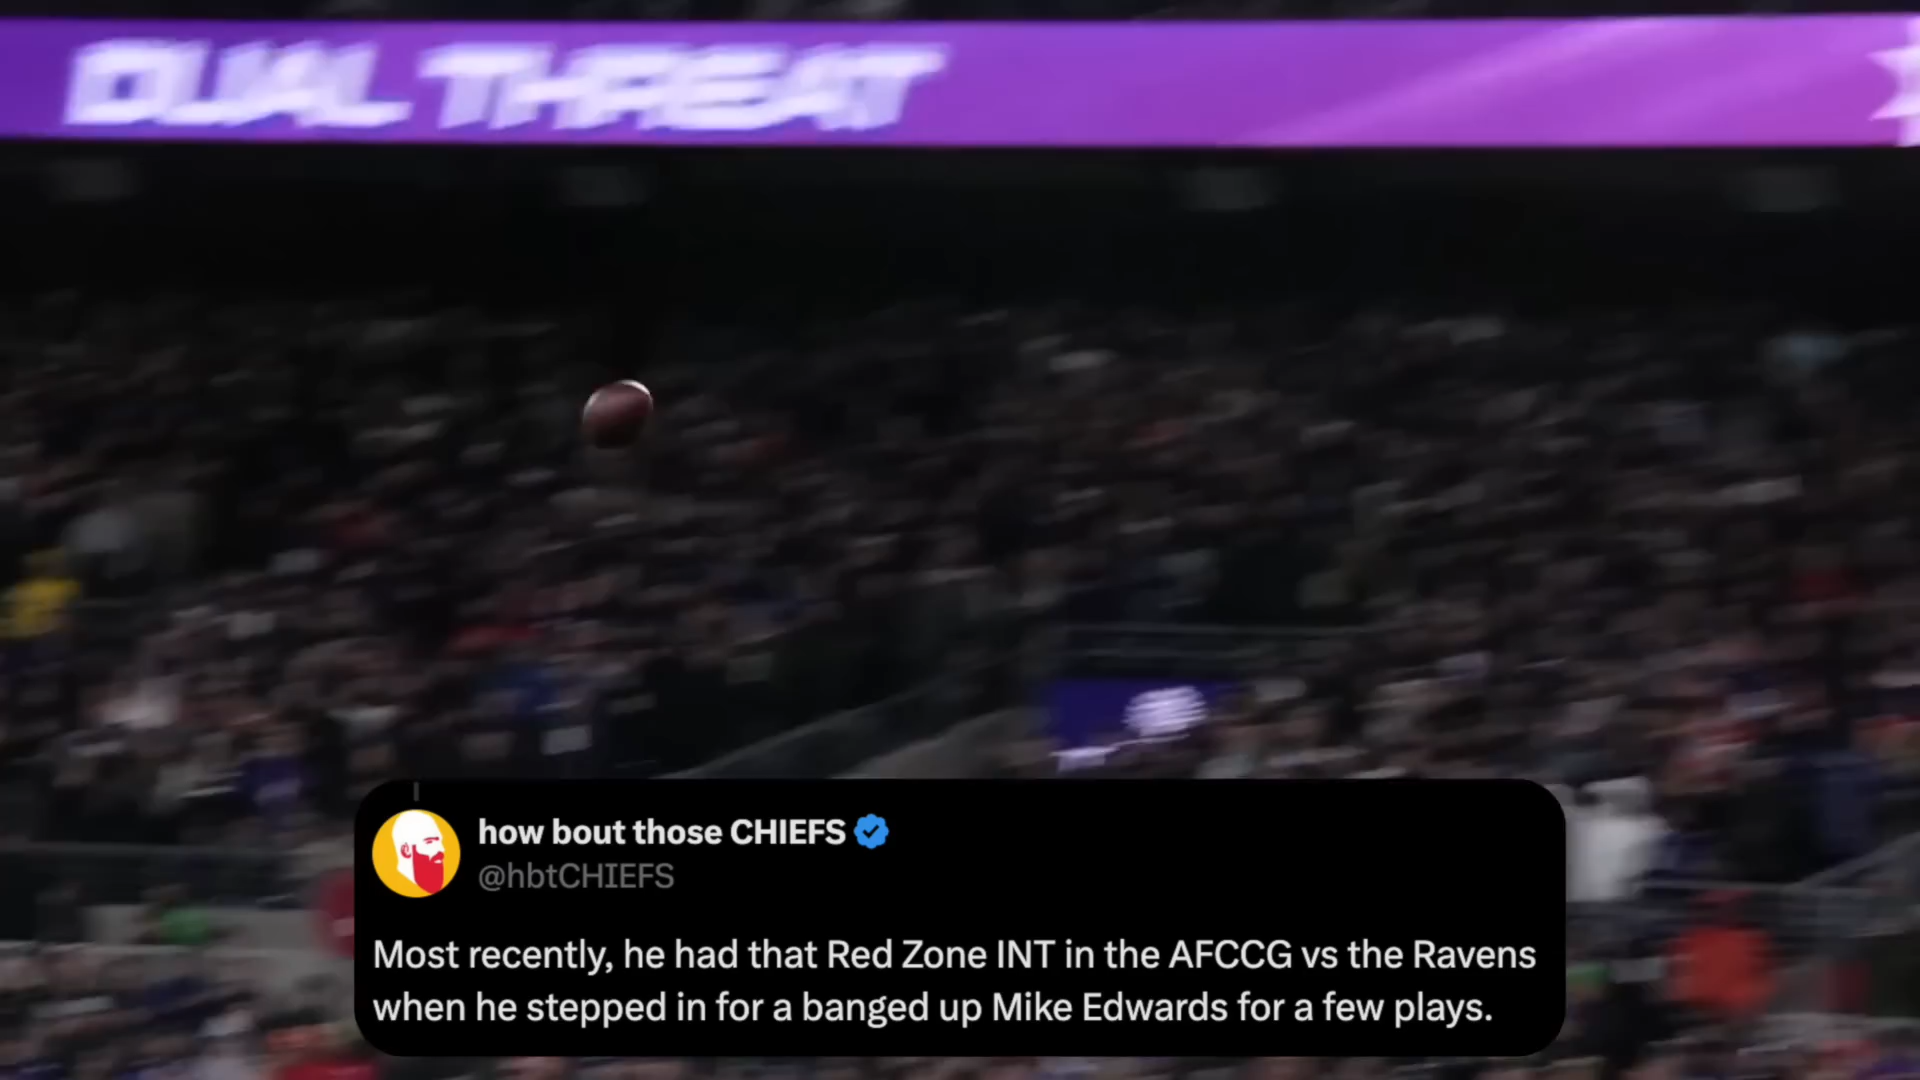 DUAL THREAT
how bout those CHIEFS
@hbtCHIEFS
Most recently, he had that Red Zone INT in the AFCCG vs the Ravens
when he stepped in for a banged up Mike Edwards for a few plays.